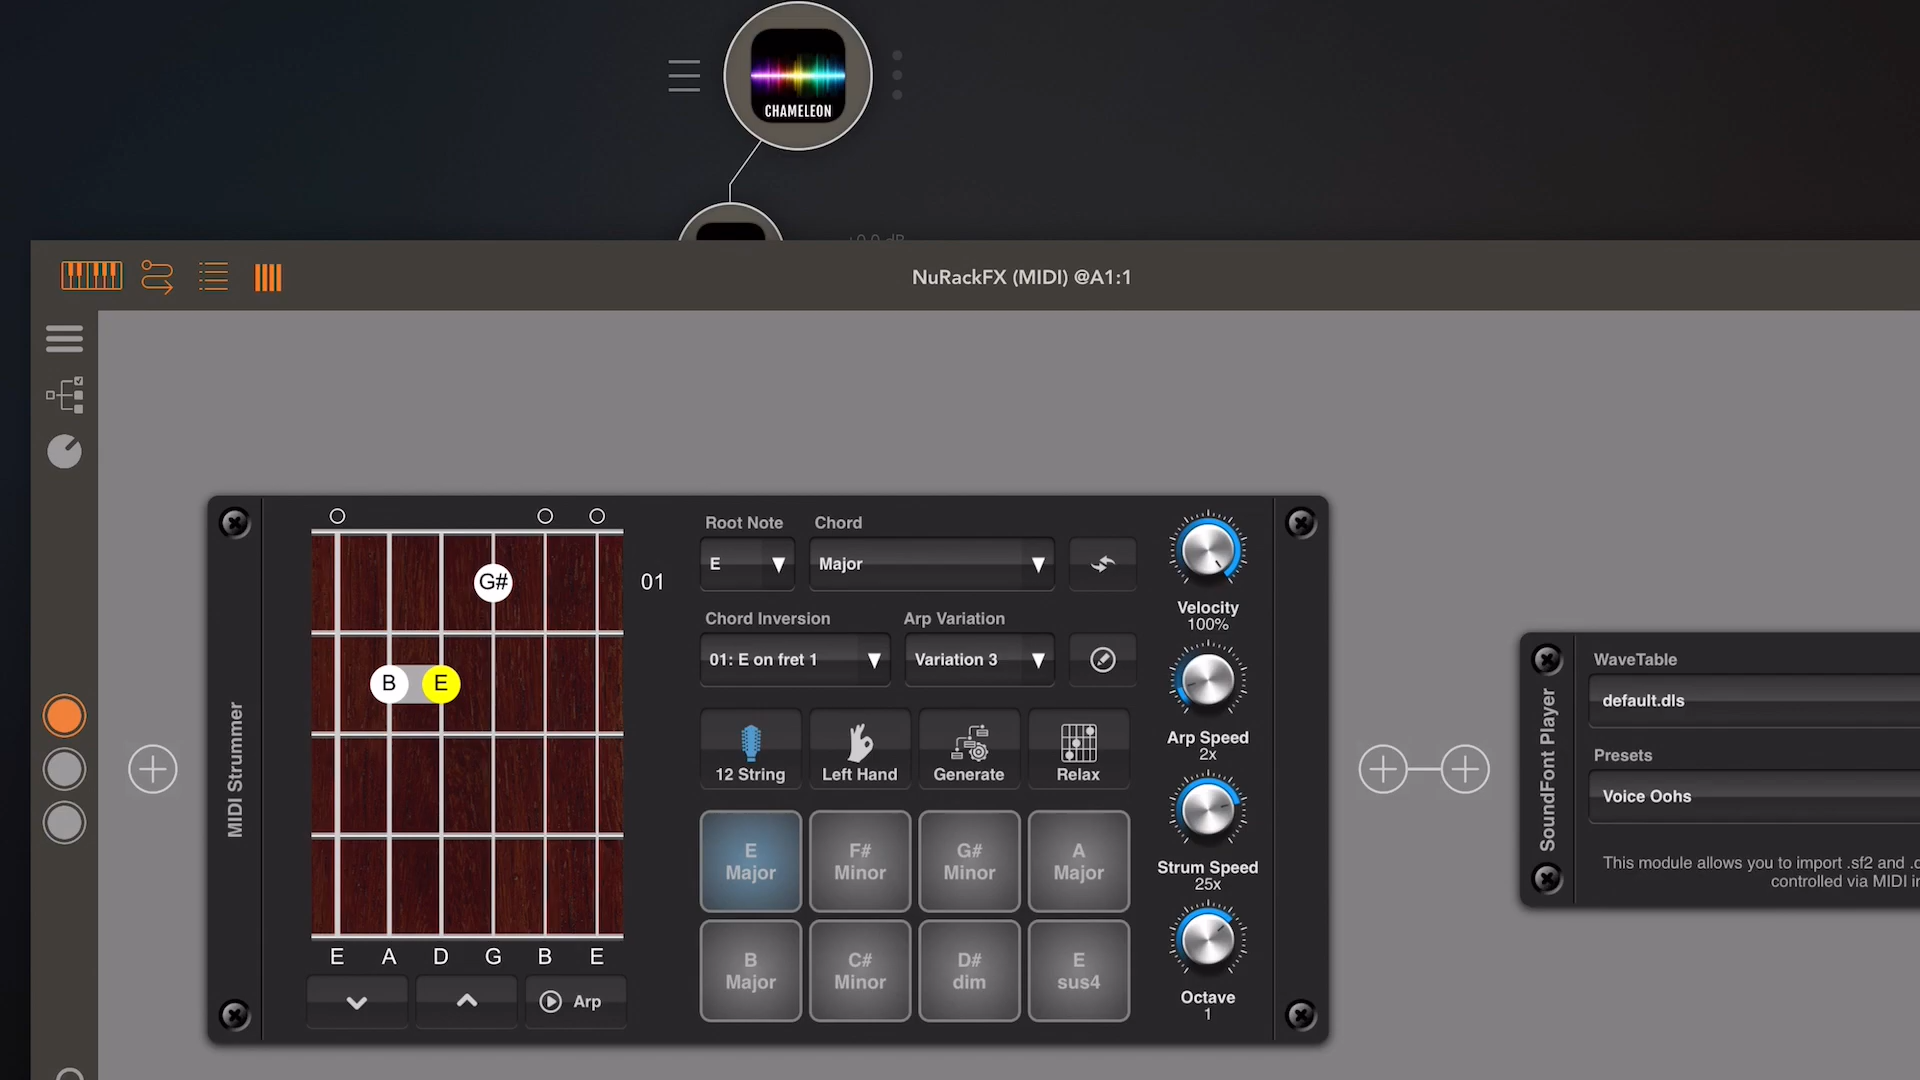 CHAMELEON
NuRackFX (MIDI) @A1:1
MIDI Strummer
G#
B
E
01
E A D G B E
Arp
Root Note
Chord
E
Major
Chord Inversion
Arp Variation
01: E on fret 1
Variation 3
12 String
Left Hand
Generate
Relax
E
Major
F#
Minor
G#
Minor
A
Major
B
Major
C#
Minor
D#
dim
E
sus4
Velocity
100%
Arp Speed
2x
Strum Speed
25x
Octave
1
SoundFont Player
WaveTable
default.dls
Presets
Voice Oohs
This module allows you to import .sf2 and
controlled via MIDI